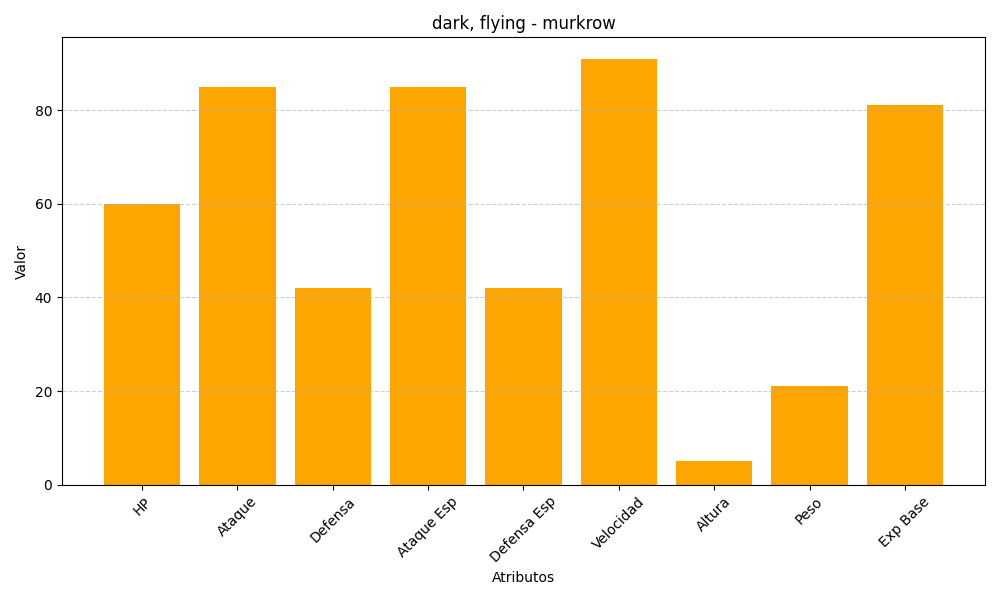 dark, flying - murkrow
Valor
80
60
40
20
0
HP
Ataque
Defensa
Ataque Esp
Defensa Esp
Velocidad
Altura
Peso
Exp Base
Atributos